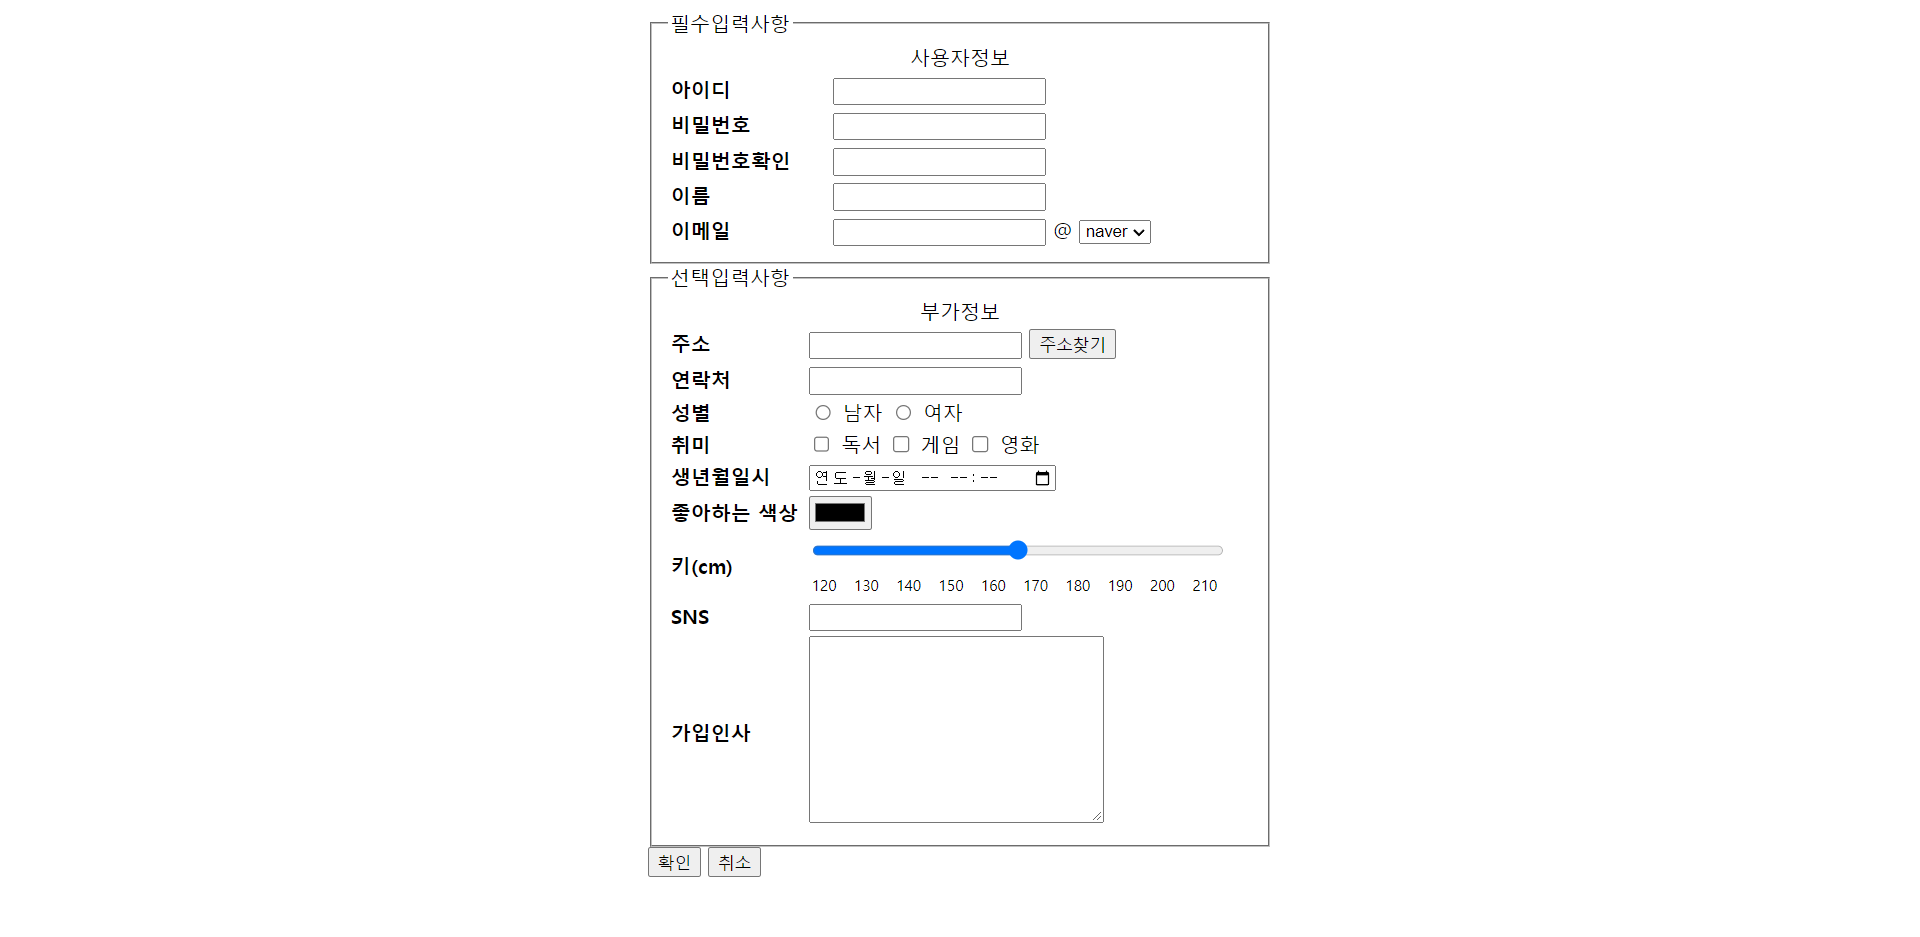 필수입력사항
사용자정보
아이디
비밀번호
비밀번호확인
이름
이메일 @ naver
선택입력사항
부가정보
주소 주소찾기
연락처
성별 남자 여자
취미 독서 게임 영화
생년월일시 연도-월-일 -- --:--
좋아하는 색상
키(cm)
120 130 140 150 160 170 180 190 200 210
SNS
가입인사
확인 취소